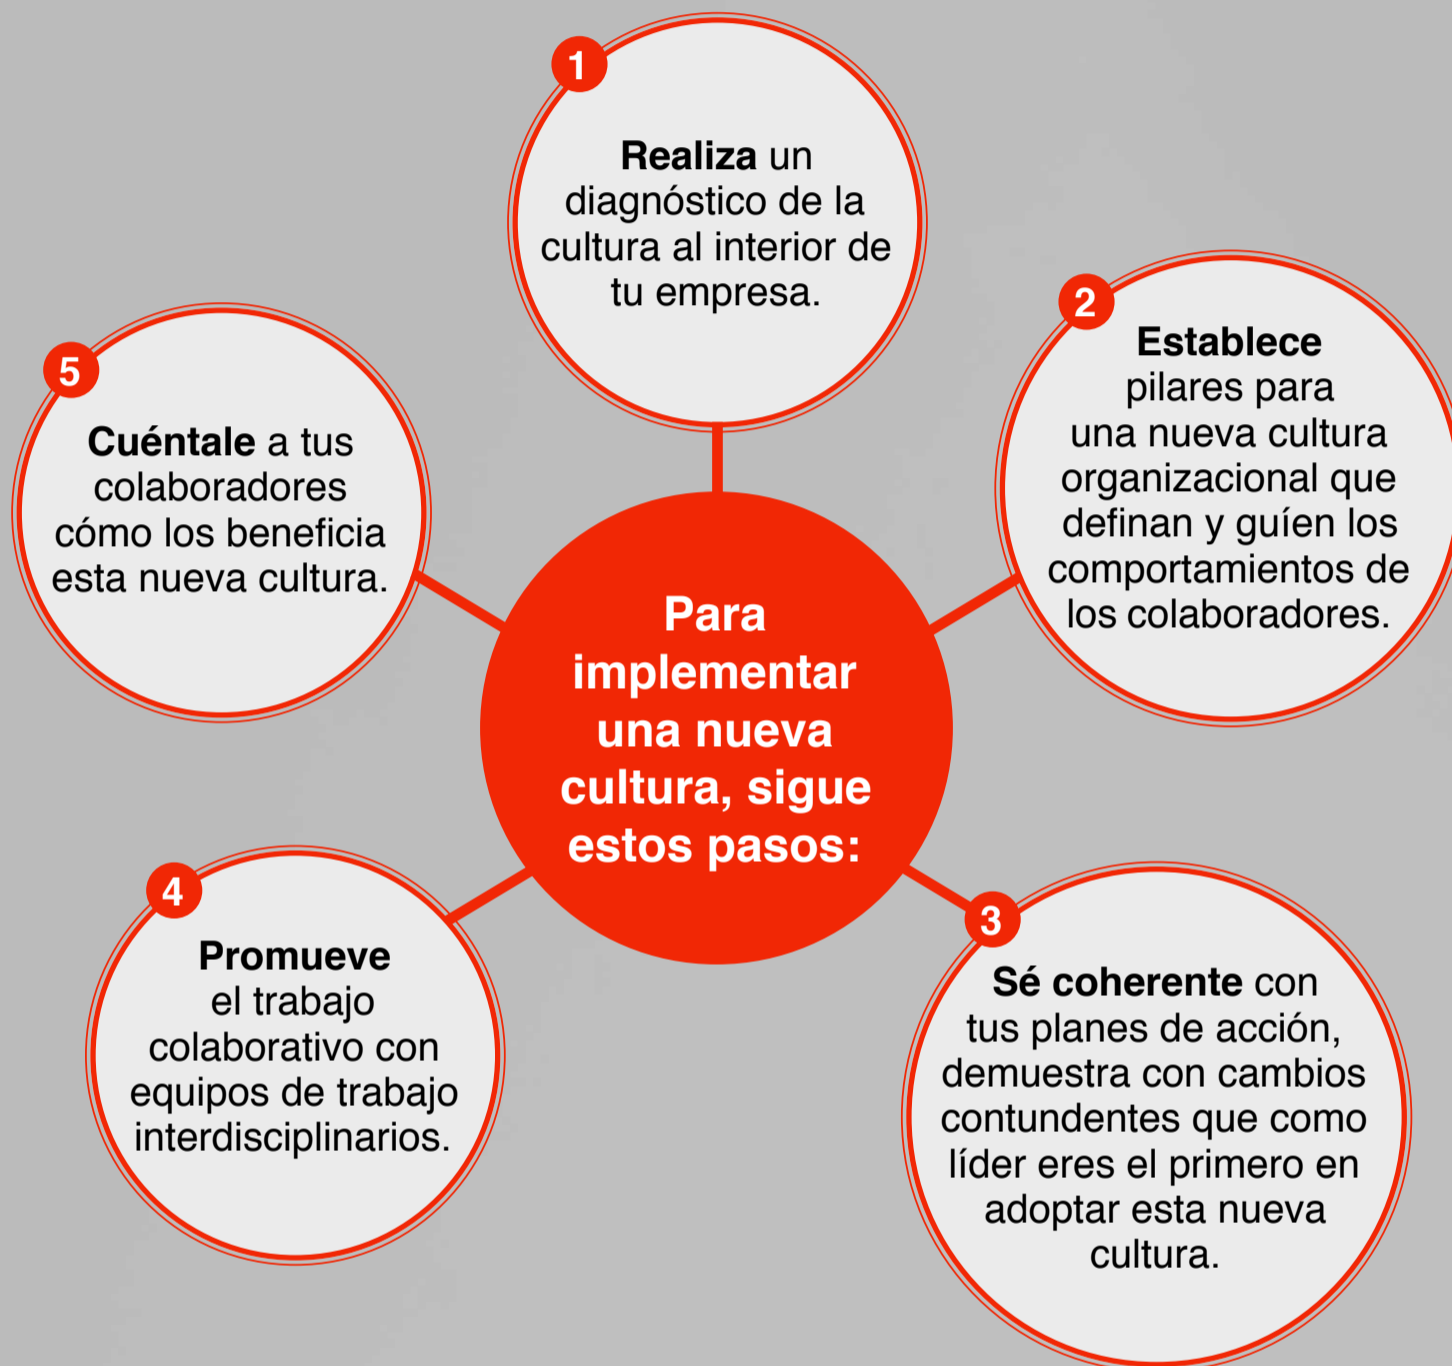 1
Realiza un
diagnóstico de la
cultura al interior de
tu empresa.
2
Establece
pilares para
una nueva cultura
organizacional que
definan y guíen los
comportamientos de
los colaboradores.
3
Sé coherente con
tus planes de acción,
demuestra con cambios
contundentes que como
líder eres el primero en
adoptar esta nueva
cultura.
4
Promueve
el trabajo
colaborativo con
equipos de trabajo
interdisciplinarios.
5
Cuéntale a tus
colaboradores
cómo los beneficia
esta nueva cultura.
Para
implementar
una nueva
cultura, sigue
estos pasos: